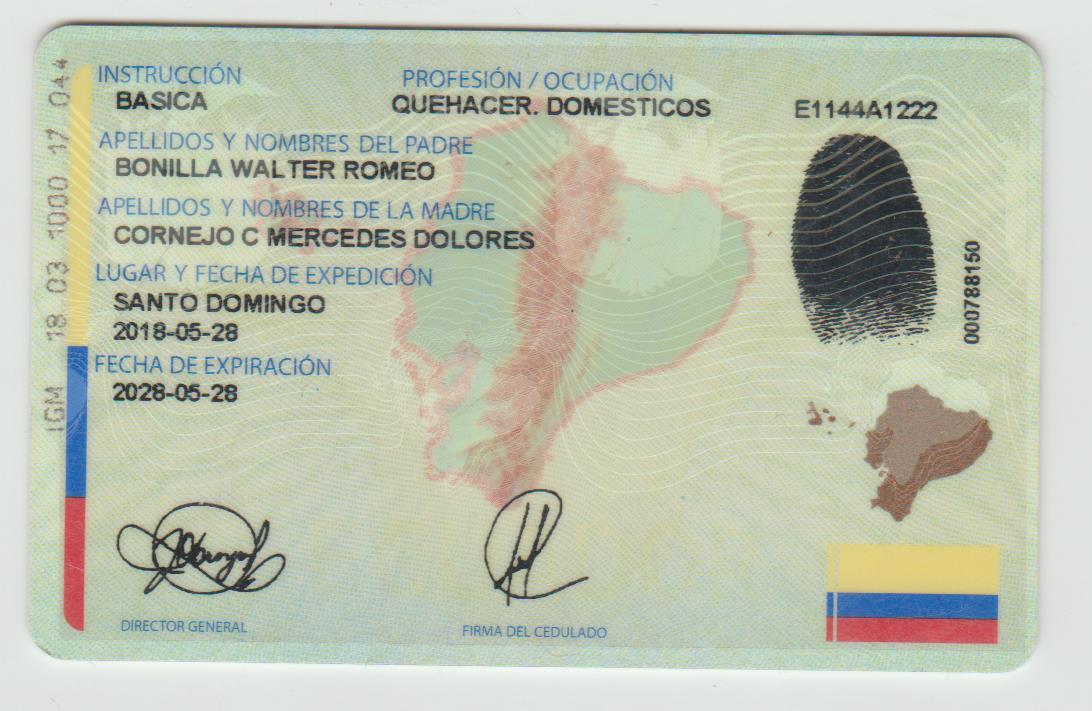 INSTRUCCIÓN
BASICA
PROFESIÓN / OCUPACIÓN
QUEHACER. DOMESTICOS
E1144A1222
APELLIDOS Y NOMBRES DEL PADRE
BONILLA WALTER ROMEO
APELLIDOS Y NOMBRES DE LA MADRE
CORNEJO C MERCEDES DOLORES
LUGAR Y FECHA DE EXPEDICIÓN
SANTO DOMINGO
2018-05-28
FECHA DE EXPIRACIÓN
2028-05-28
DIRECTOR GENERAL
FIRMA DEL CEDULADO
IGM 18 03 1000 17 044
000788150